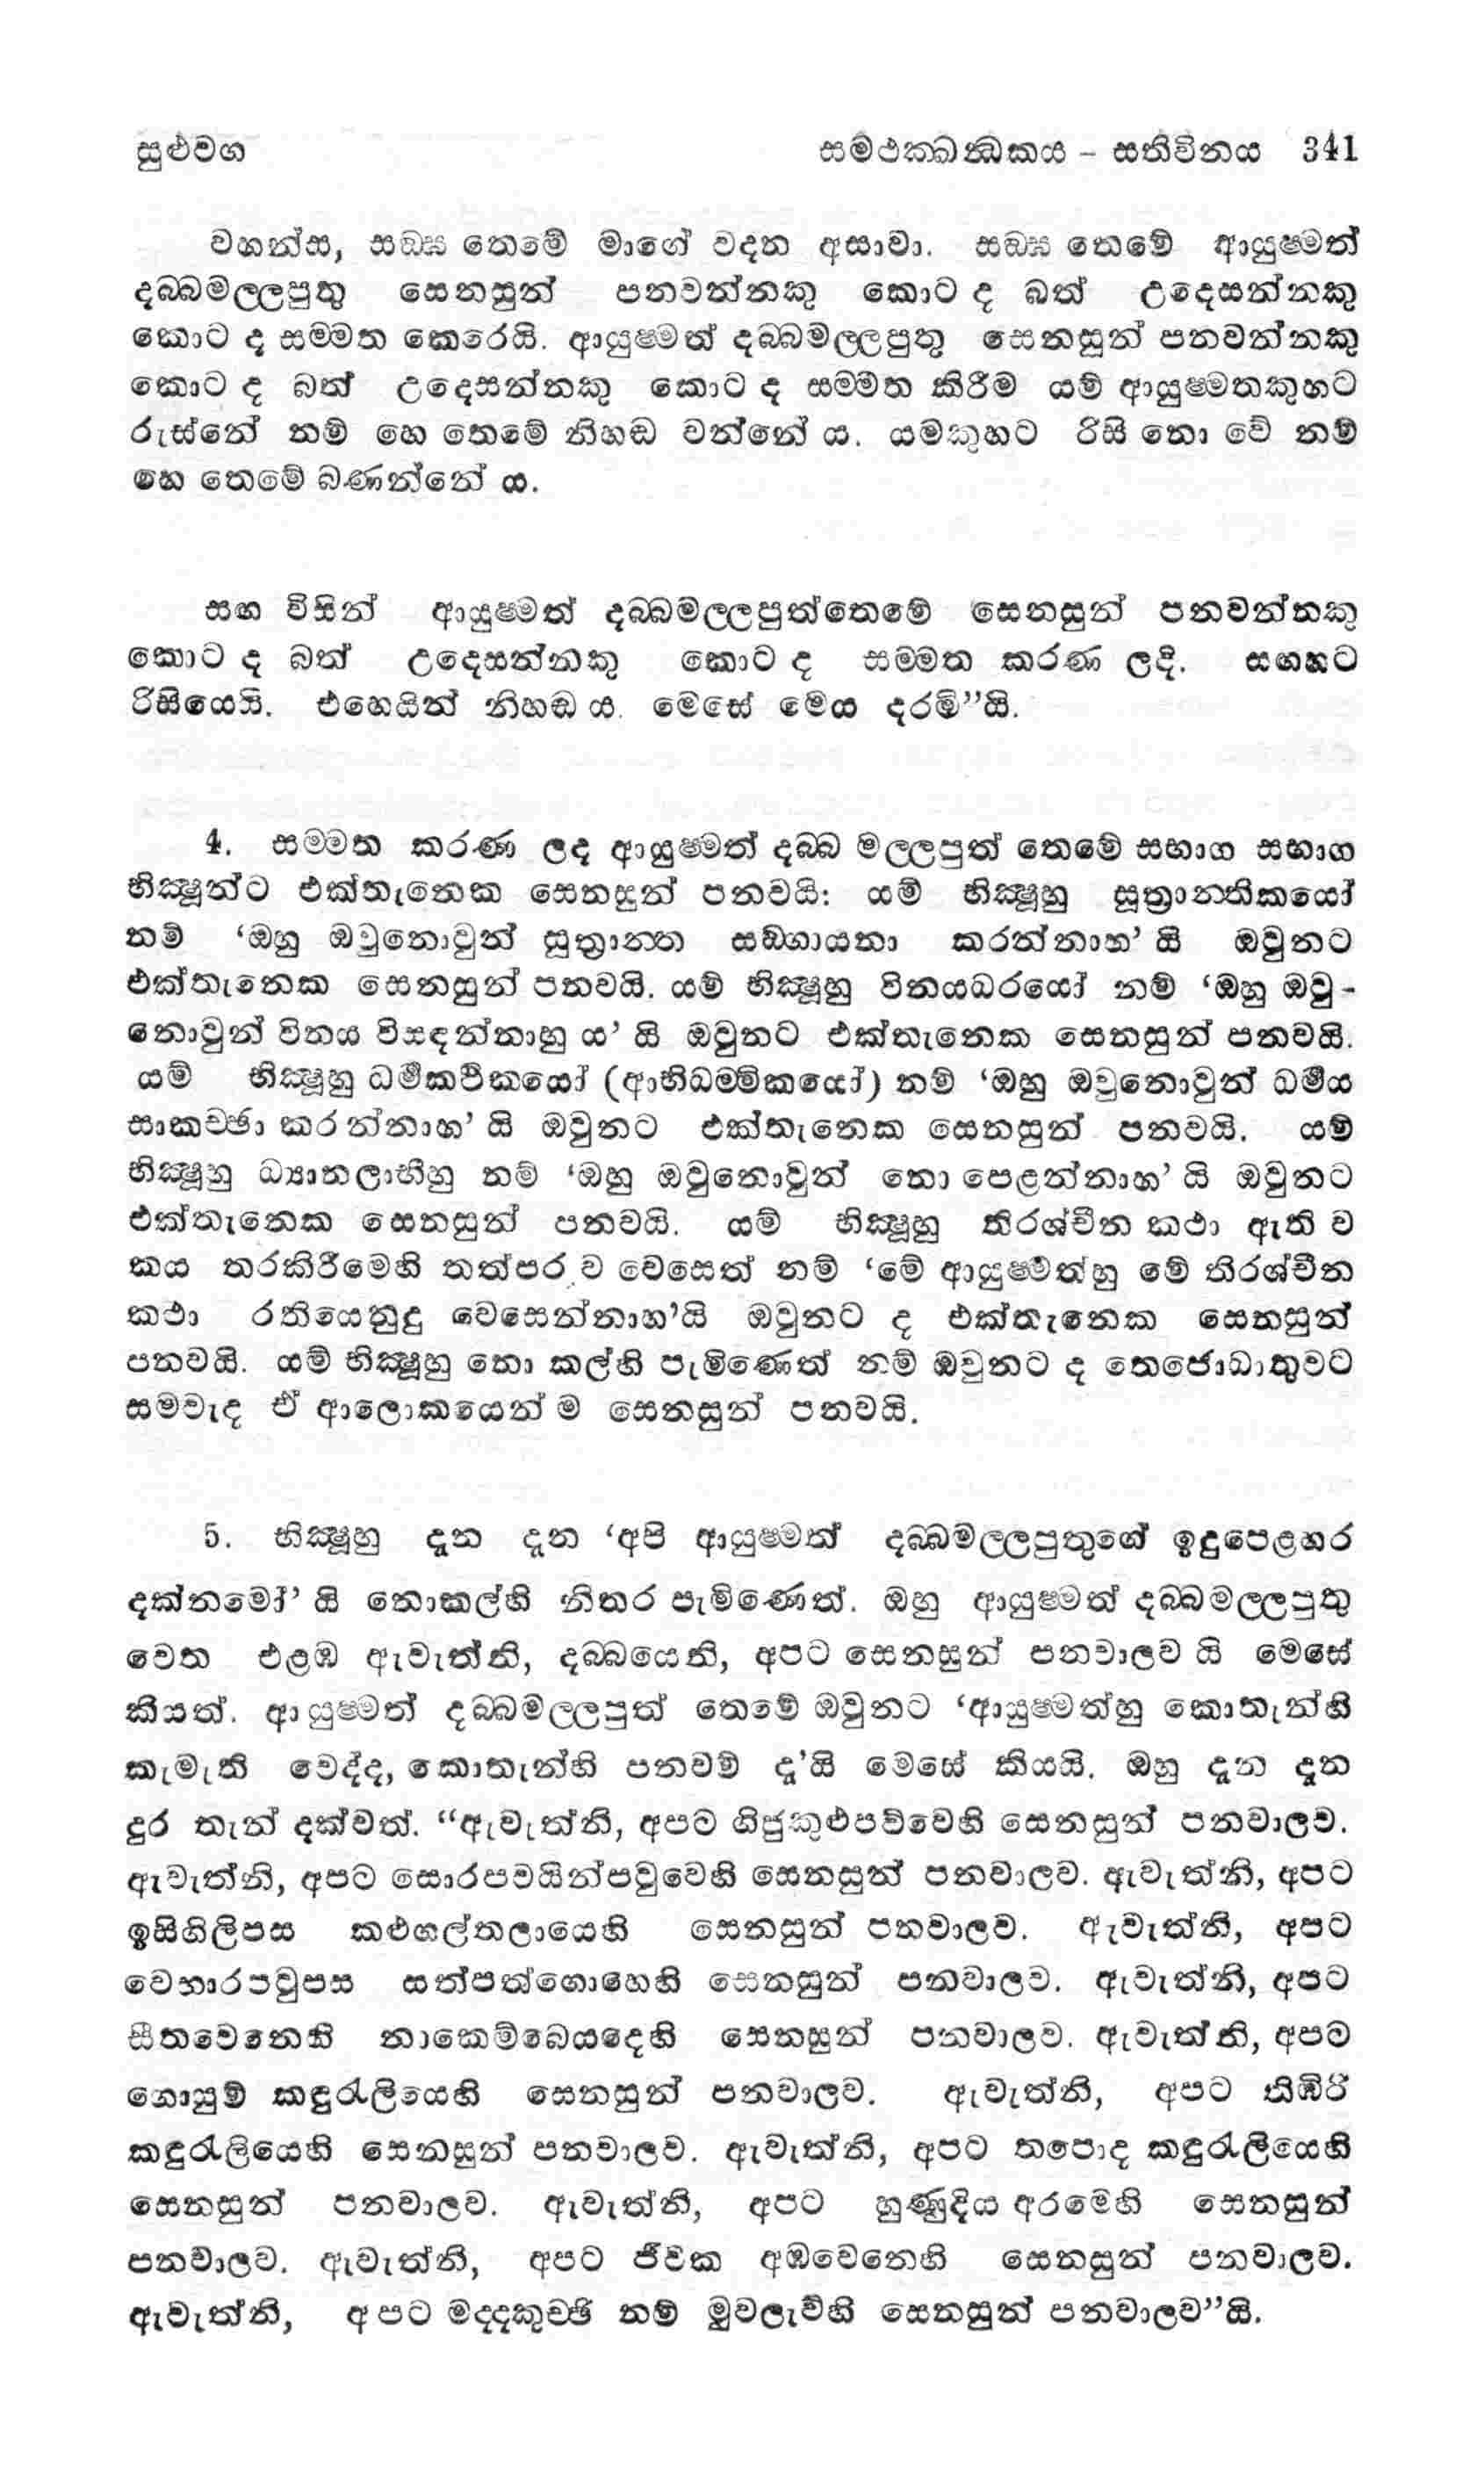 සුළුවග සමථක්ඛන්ධකය - සතිවිනය 341
වහන්ස, සඞ්ඝ තෙමේ මාගේ වදන අසාවා. සඞ්ඝ තෙමේ ආයුෂ්මත්
දබ්බමල්ලපුතු සෙනසුන් පනවන්නකු කොට ද බත් උදෙසන්නකු
කොට ද සම්මත කෙරෙයි. ආයුෂ්මත් දබ්බමල්ලපුතු සෙනසුන් පනවන්නකු
කොට ද බත් උදෙසන්නකු කොට ද සම්මත කිරීම යම් ආයුෂ්මතකුහට
රුස්නේ නම් හෙ තෙමේ නිහඬ වන්නේ ය. යමකුහට රිසි නො වේ නම්
හෙ තෙමේ බණන්නේ ය.
සඟ විසින් ආයුෂ්මත් දබ්බමල්ලපුත්තෙමේ සෙනසුන් පනවන්නකු
කොට ද බත් උදෙසන්නකු කොට ද සම්මත කරණ ලදි. සඟහට
රිසියෙයි. එහෙයින් නිහඬ ය. මෙසේ මෙය දරමි”යි.
4. සම්මත කරණ ලද ආයුෂ්මත් දබ්බ මල්ලපුත් තෙමේ සභාග සභාග
භික්ෂූන්ට එක්තැනෙක සෙනසුන් පනවයි: යම් භික්ෂූහු සූත්‍රාන්තිකයෝ
නම් ‘ඔහු ඔවුනොවුන් සූත්‍රාන්ත සඞ්ගායනා කරන්නාහ’ යි ඔවුනට
එක්තැනෙක සෙනසුන් පනවයි. යම් භික්ෂූහු විනයධරයෝ නම් ‘ඔහු ඔවු-
නොවුන් විනය විසඳන්නාහු ය’ යි ඔවුනට එක්තැනෙක සෙනසුන් පනවයි.
යම් භික්ෂූහු ධර්මකථිකයෝ (ආභිධම්මිකයෝ) නම් ‘ඔහු ඔවුනොවුන් ධර්මය
සාකච්ඡා කරන්නාහ’ යි ඔවුනට එක්තැනෙක සෙනසුන් පනවයි. යම්
භික්ෂූහු ධ්‍යානලාභීහු නම් ‘ඔහු ඔවුනොවුන් නො පෙළන්නාහ’ යි ඔවුනට
එක්තැනෙක සෙනසුන් පනවයි. යම් භික්ෂූහු තිරශ්චීන කථා ඇති ව
කය තරකිරීමෙහි තත්පර ව වෙසෙත් නම් ‘මේ ආයුෂ්මත්හු මේ තිරශ්චීන
කථා රතියෙනුදු වෙසෙන්නාහ’යි ඔවුනට ද එක්තැනෙක සෙනසුන්
පනවයි. යම් භික්ෂූහු නො කල්හි පැමිණෙත් නම් ඔවුනට ද තෙජොධාතුවට
සමවැද ඒ ආලොකයෙන් ම සෙනසුන් පනවයි.
5. භික්ෂූහු දැන දැන ‘අපි ආයුෂ්මත් දබ්බමල්ලපුතුගේ ඉදුපෙළහර
දක්නමෝ’ යි නොකල්හි නිතර පැමිණෙත්. ඔහු ආයුෂ්මත් දබ්බමල්ලපුතු
වෙත එළඹ ඇවැත්නි, දබ්බයෙනි, අපට සෙනසුන් පනවාලව යි මෙසේ
කියත්. ආයුෂ්මත් දබ්බමල්ලපුත් තෙමේ ඔවුනට ‘ආයුෂ්මත්හු කොතැන්හි
කැමැති වෙද්ද, කොතැන්හි පනවම් දැ’යි මෙසේ කියයි. ඔහු දැන දැන
දුර තැන් දක්වත්. “ඇවැත්නි, අපට ගිජුකුළුපව්වෙහි සෙනසුන් පනවාලව.
ඇවැත්නි, අපට සොරපවයින්පවුවෙහි සෙනසුන් පනවාලව. ඇවැත්නි, අපට
ඉසිගිලිපස කළුගල්තලායෙහි සෙනසුන් පනවාලව. ඇවැත්නි, අපට
වෙභාරපවුපස සත්පත්ගොහෙහි සෙනසුන් පනවාලව. ඇවැත්නි, අපට
සීතවෙනෙහි නාකෙම්බෙයදෙහි සෙනසුන් පනවාලව. ඇවැත්නි, අපට
ගොයුම් කඳුරැලියෙහි සෙනසුන් පනවාලව. ඇවැත්නි, අපට තිඹිරි
කඳුරැලියෙහි සෙනසුන් පනවාලව. ඇවැත්නි, අපට තපොද කඳුරැලියෙහි
සෙනසුන් පනවාලව. ඇවැත්නි, අපට හුණුදිය අරමෙහි සෙනසුන්
පනවාලව. ඇවැත්නි, අපට ජීවක අඹවෙනෙහි සෙනසුන් පනවාලව.
ඇවැත්නි, අපට මද්දකුච්ඡි නම් මුවලැව්හි සෙනසුන් පනවාලව”යි.